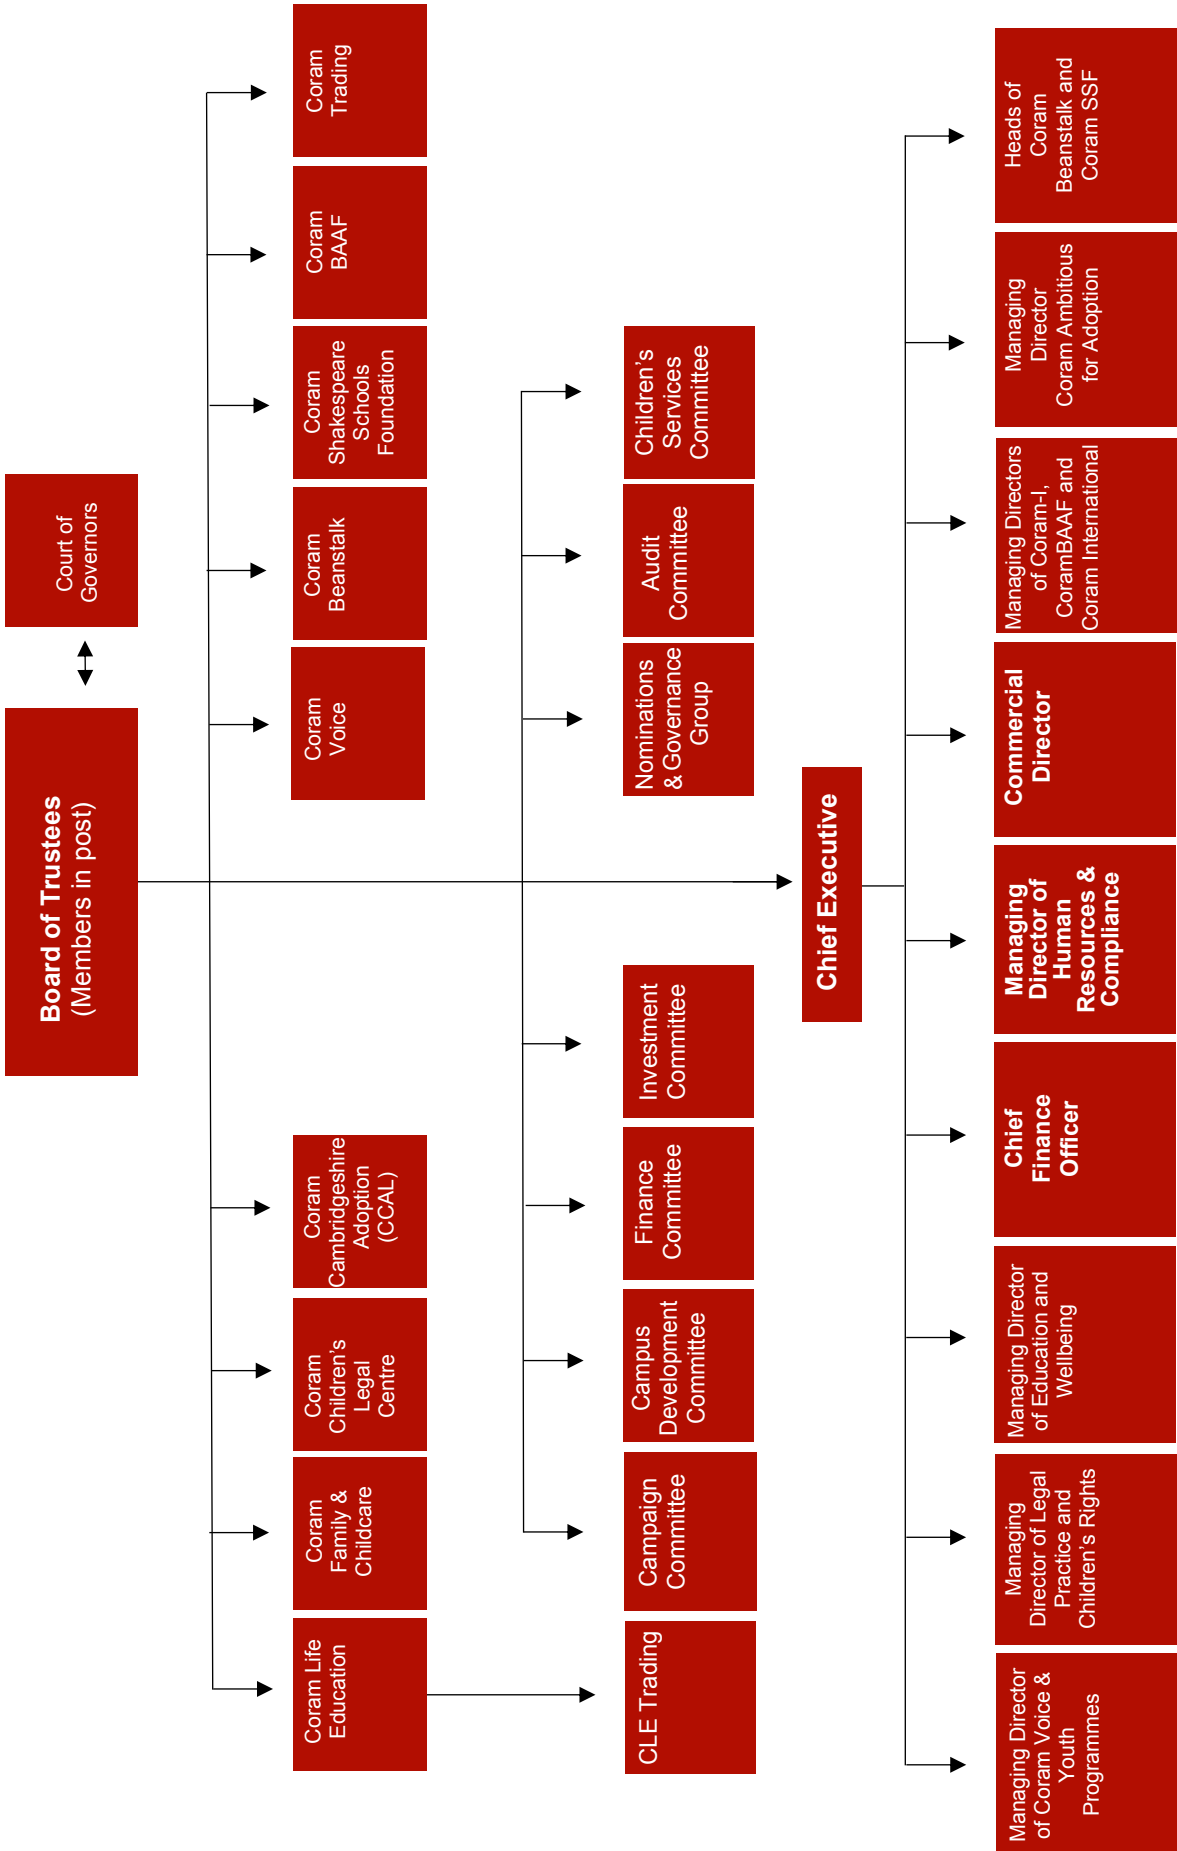 Board of Trustees
(Members in post)
Court of
Governors
Coram Life
Education
Coram
Family &
Childcare
Coram
Children’s
Legal
Centre
Coram
Cambridgeshire
Adoption
(CCAL)
Coram
Voice
Coram
Beanstalk
Coram
Shakespeare
Schools
Foundation
Coram
BAAF
Coram
Trading
CLE Trading
Campaign
Committee
Campus
Development
Committee
Finance
Committee
Investment
Committee
Nominations
& Governance
Group
Audit
Committee
Children’s
Services
Committee
Chief Executive
Managing Director
of Coram Voice &
Youth
Programmes
Managing
Director of Legal
Practice and
Children’s Rights
Managing Director
of Education and
Wellbeing
Chief
Finance
Officer
Managing
Director of
Human
Resources &
Compliance
Commercial
Director
Managing Directors
of Coram-I,
CoramBAAF and
Coram International
Managing
Director
Coram Ambitious
for Adoption
Heads of
Coram
Beanstalk and
Coram SSF